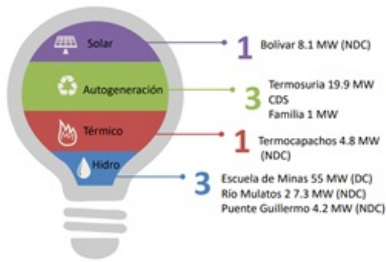 Solar
1
Bolívar 8.1 MW (NDC)
Autogeneración
3
Termosuria 19.9 MW
CDS
Familia 1 MW
Térmico
1
Termocapachos 4.8 MW
(NDC)
Hidro
3
Escuela de Minas 55 MW (DC)
Río Mulatos 2 7.3 MW (NDC)
Puente Guillermo 4.2 MW (NDC)